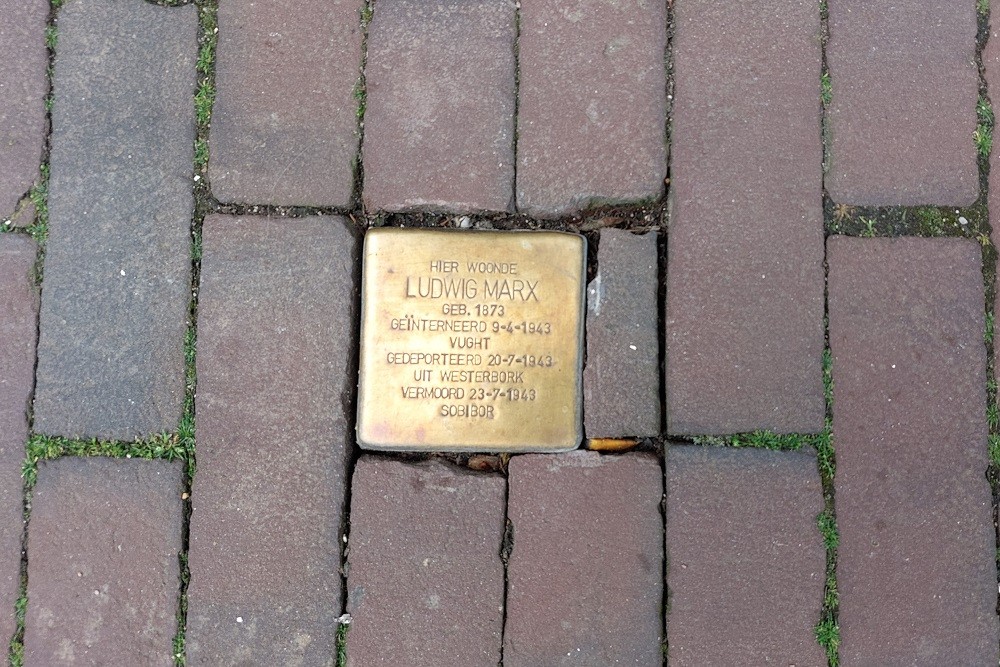 HIER WOONDE
LUDWIG MARX
GEB. 1873
GEÏNTERNEERD 9-4-1943
VUGHT
GEDEPORTEERD 20-7-1943
UIT WESTERBORK
VERMOORD 23-7-1943
SOBIBOR